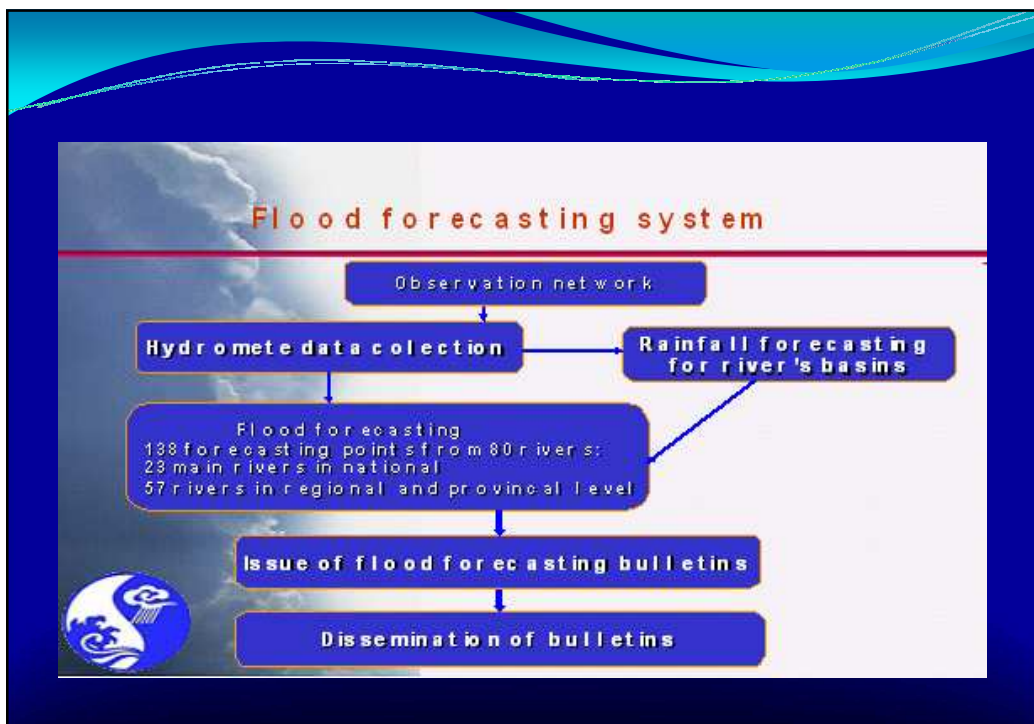 Flood forecasting system
Observation network
Hydromete data colection
Rainfall forecasting
for river's basins
Flood forecasting
138 forecasting points from 80 rivers:
23 main rivers in national
57 rivers in regional and provincal level
Issue of flood forecasting bulletins
Dissemination of bulletins